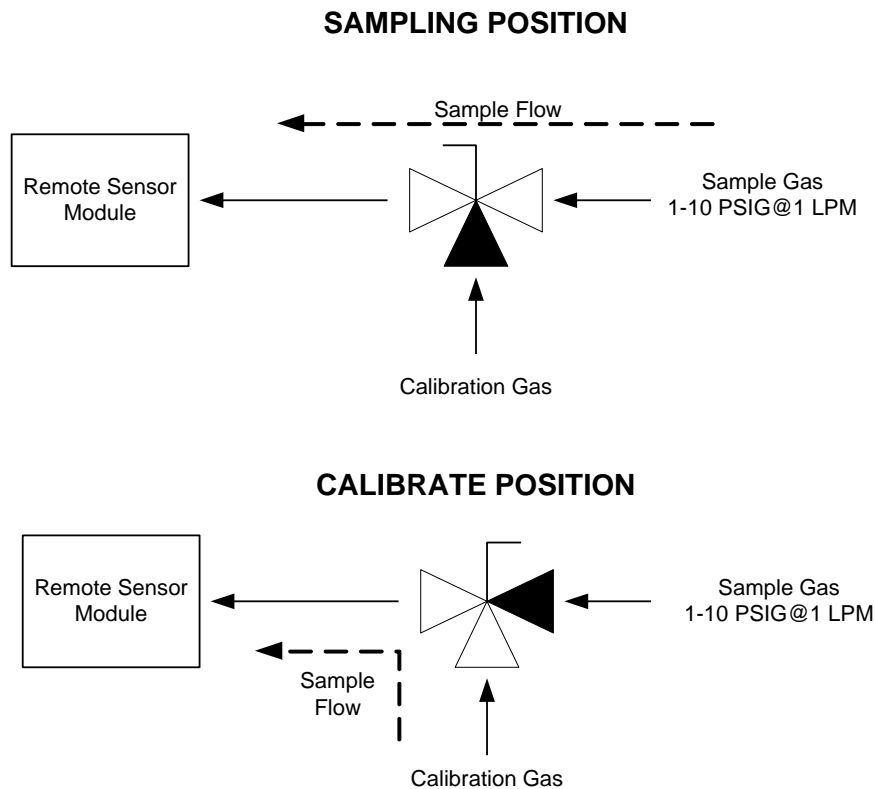 SAMPLING POSITION
Sample Flow
Remote Sensor
Module
Sample Gas
1-10 PSIG@1 LPM
Calibration Gas
CALIBRATE POSITION
Remote Sensor
Module
Sample Gas
1-10 PSIG@1 LPM
Sample
Flow
Calibration Gas